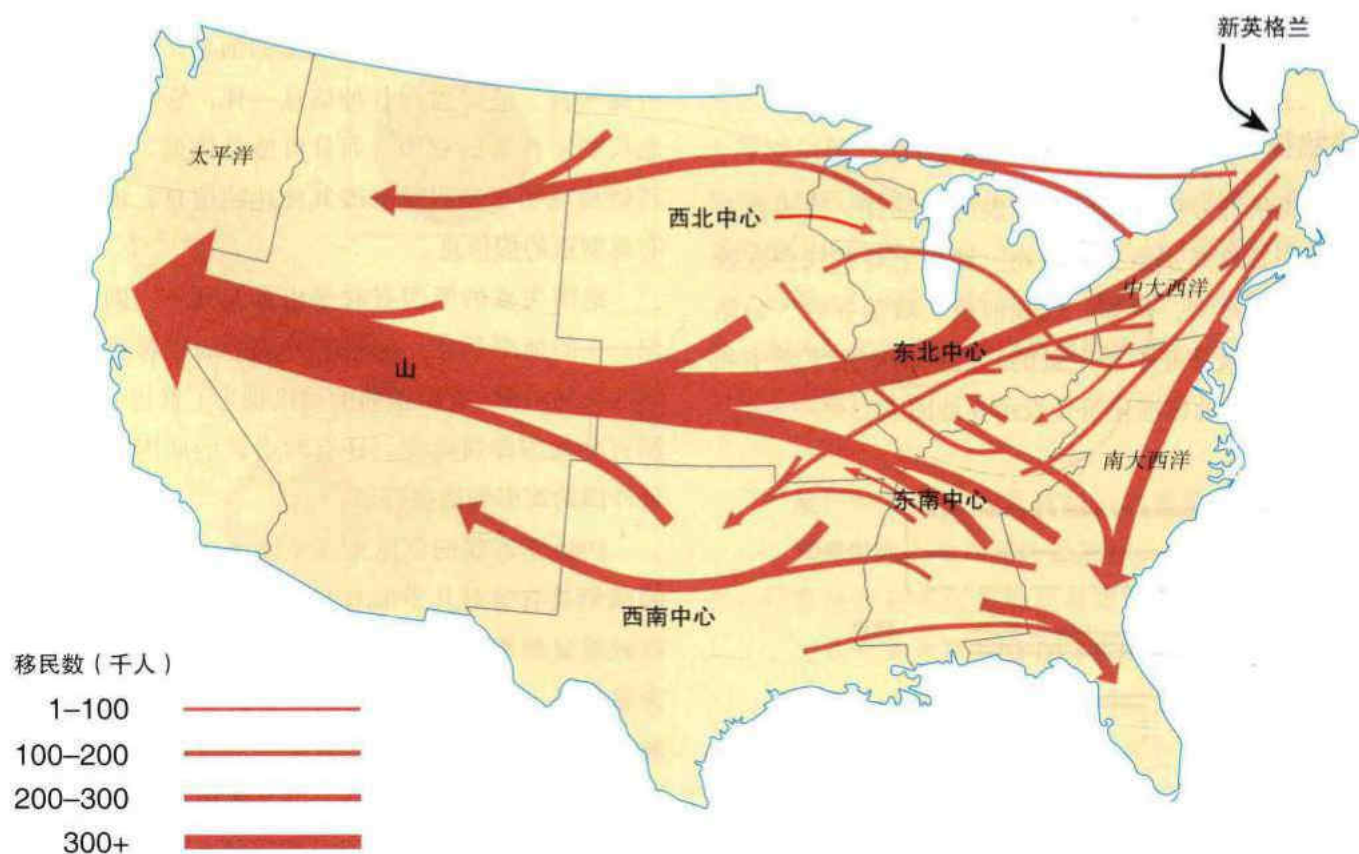 新英格兰
太平洋
西北中心
中大西洋
东北中心
山
南大西洋
东南中心
西南中心
移民数（千人）
1–100
100–200
200–300
300+